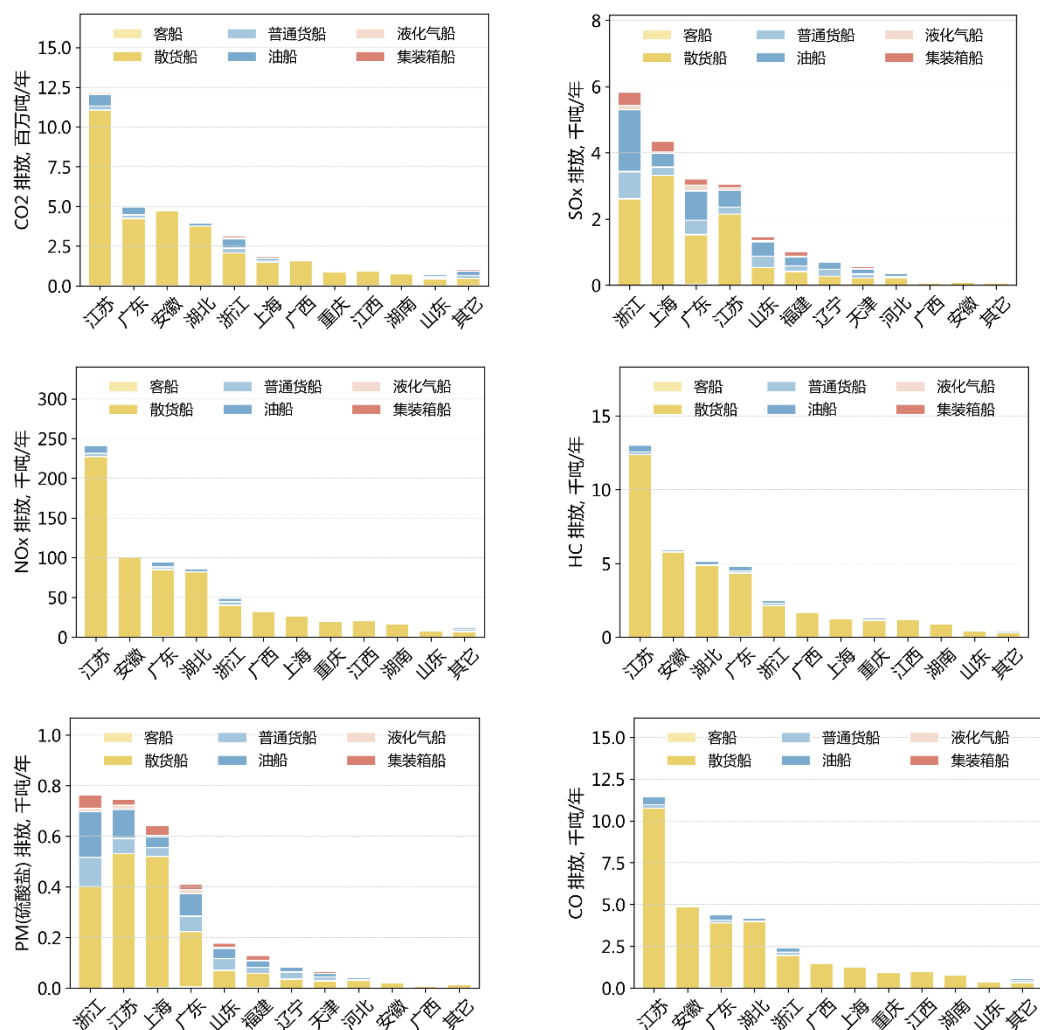 CO2 排放, 百万吨/年
客船 普通货船 液化气船
散货船 油船 集装箱船
15.0
12.5
10.0
7.5
5.0
2.5
0.0
江苏 广东 安徽 湖北 浙江 上海 广西 重庆 江西 湖南 山东 其它
SOx 排放, 千吨/年
客船 普通货船 液化气船
散货船 油船 集装箱船
8
6
4
2
0
浙江 上海 广东 江苏 山东 福建 辽宁 天津 河北 广西 安徽 其它
NOx 排放, 千吨/年
客船 普通货船 液化气船
散货船 油船 集装箱船
300
250
200
150
100
50
0
江苏 安徽 广东 湖北 浙江 广西 上海 重庆 江西 湖南 山东 其它
HC 排放, 千吨/年
客船 普通货船 液化气船
散货船 油船 集装箱船
15
10
5
0
江苏 安徽 湖北 广东 浙江 广西 上海 重庆 江西 湖南 山东 其它
PM(硫酸盐) 排放, 千吨/年
客船 普通货船 液化气船
散货船 油船 集装箱船
1.0
0.8
0.6
0.4
0.2
0.0
浙江 江苏 上海 广东 山东 福建 辽宁 天津 河北 安徽 广西 其它
CO 排放, 千吨/年
客船 普通货船 液化气船
散货船 油船 集装箱船
15.0
12.5
10.0
7.5
5.0
2.5
0.0
江苏 安徽 广东 湖北 浙江 广西 上海 重庆 江西 湖南 山东 其它